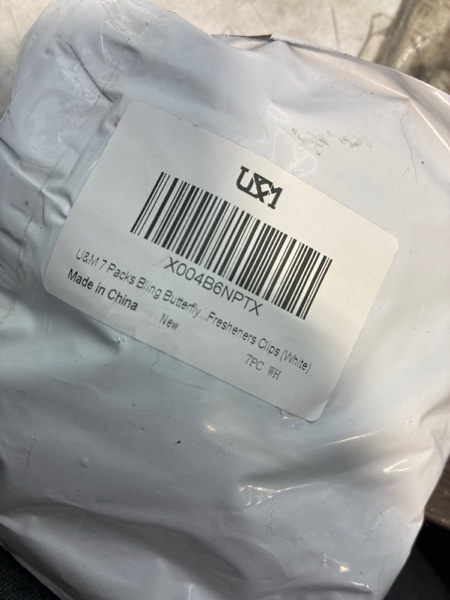 U&M
X004B6NPTX
U&M 7 Packs Bling Butterfly...Fresheners Clips (White)
Made in China
New
7PC WH